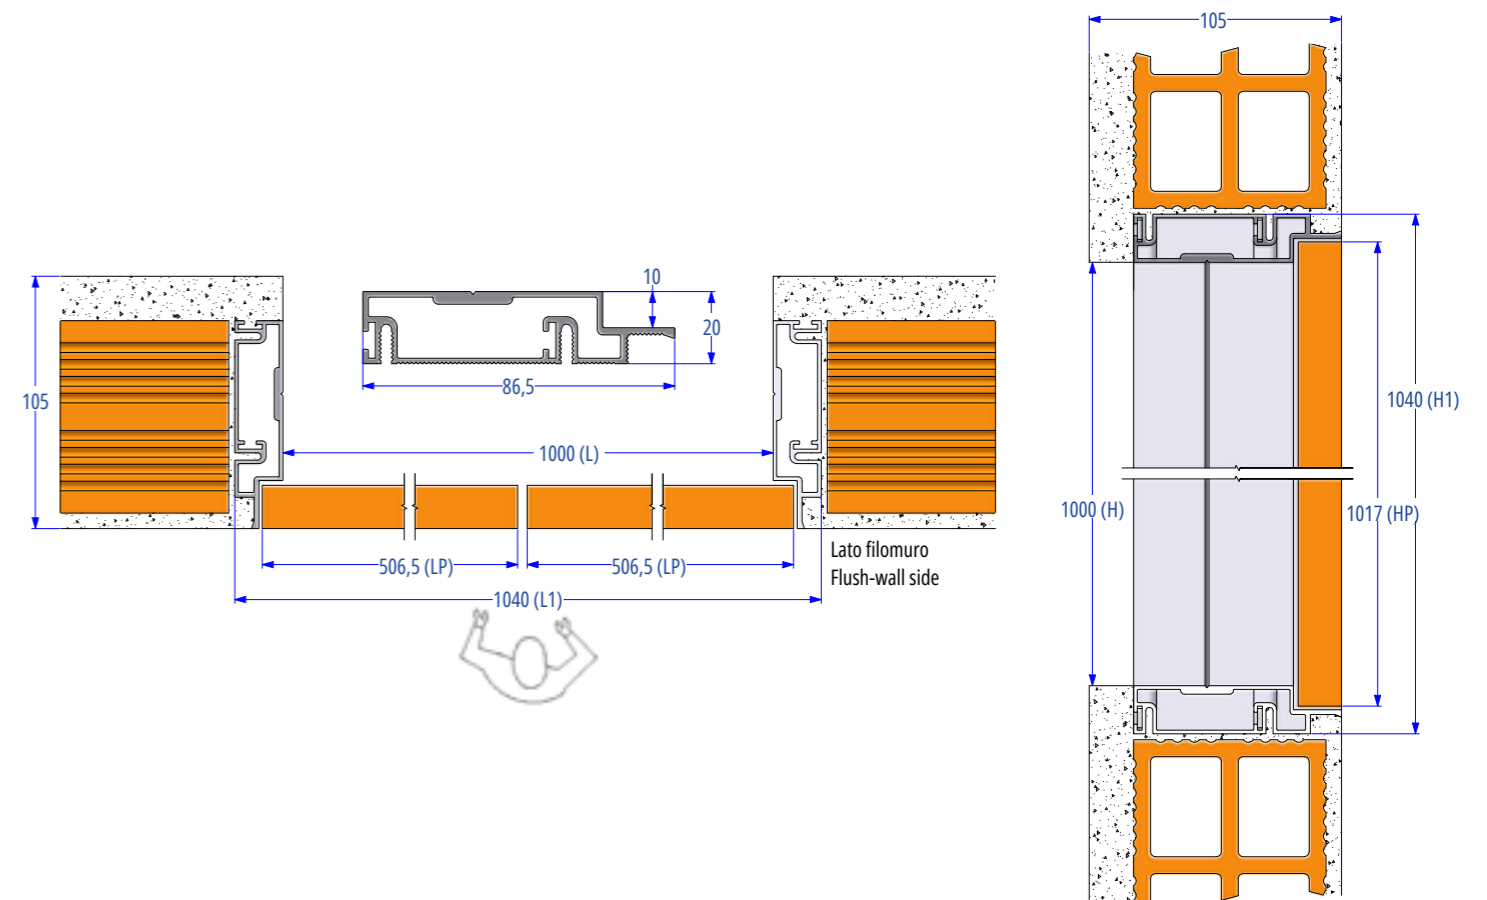 105
10
20
86,5
105
1000 (L)
506,5 (LP)
506,5 (LP)
1040 (L1)
Lato filomuro
Flush-wall side
1040 (H1)
1000 (H)
1017 (HP)